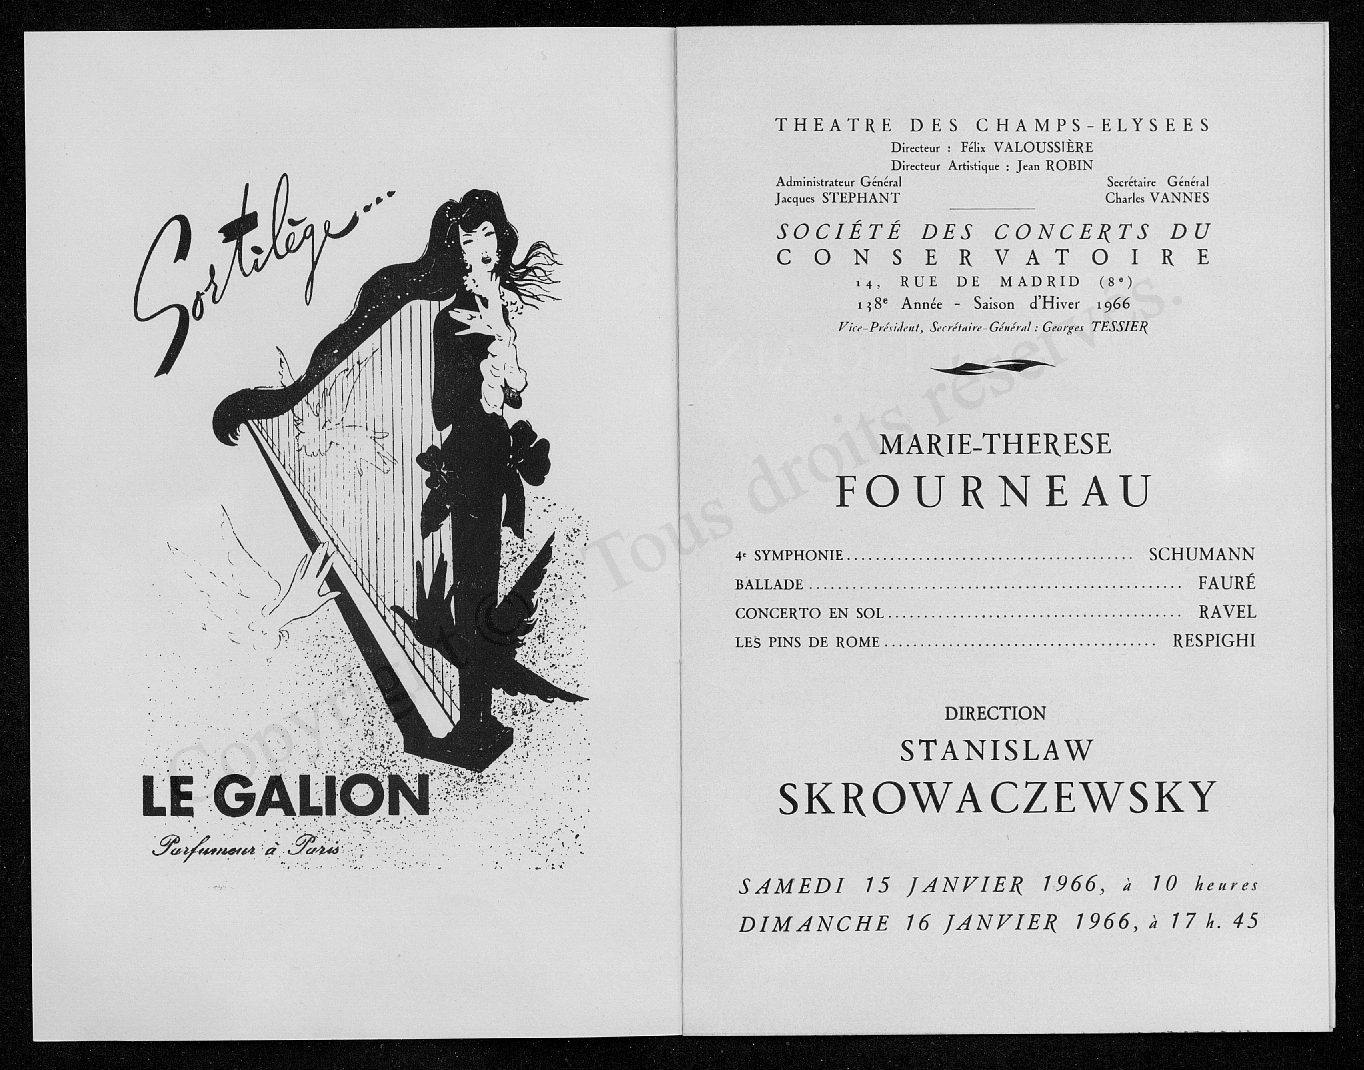 Sortilège...
LE GALION
Parfumeur à Paris
THEATRE DES CHAMPS-ELYSEES
Directeur : Félix VALOUSSIÈRE
Directeur Artistique : Jean ROBIN
Administrateur Général Secrétaire Général
Jacques STEPHANT Charles VANNES
SOCIÉTÉ DES CONCERTS DU
CONSERVATOIRE
14, RUE DE MADRID (8e)
138e Année - Saison d'Hiver 1966
Vice-Président, Secrétaire-Général : Georges TESSIER
MARIE-THERESE
FOURNEAU
4e SYMPHONIE SCHUMANN
BALLADE FAURÉ
CONCERTO EN SOL RAVEL
LES PINS DE ROME RESPIGHI
DIRECTION
STANISLAW
SKROWACZEWSKY
SAMEDI 15 JANVIER 1966, à 10 heures
DIMANCHE 16 JANVIER 1966, à 17 h. 45
Copyright © Tous droits réservés.